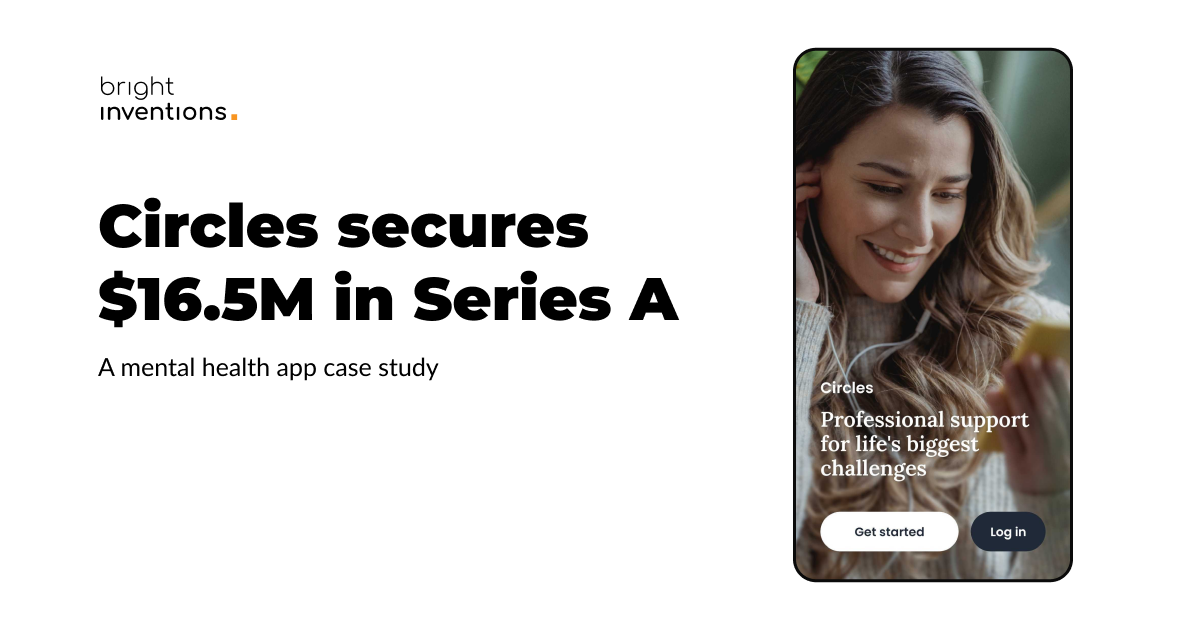 bright
inventions.
Circles secures
$16.5M in Series A
A mental health app case study
Circles
Professional support
for life's biggest
challenges
Get started
Log in